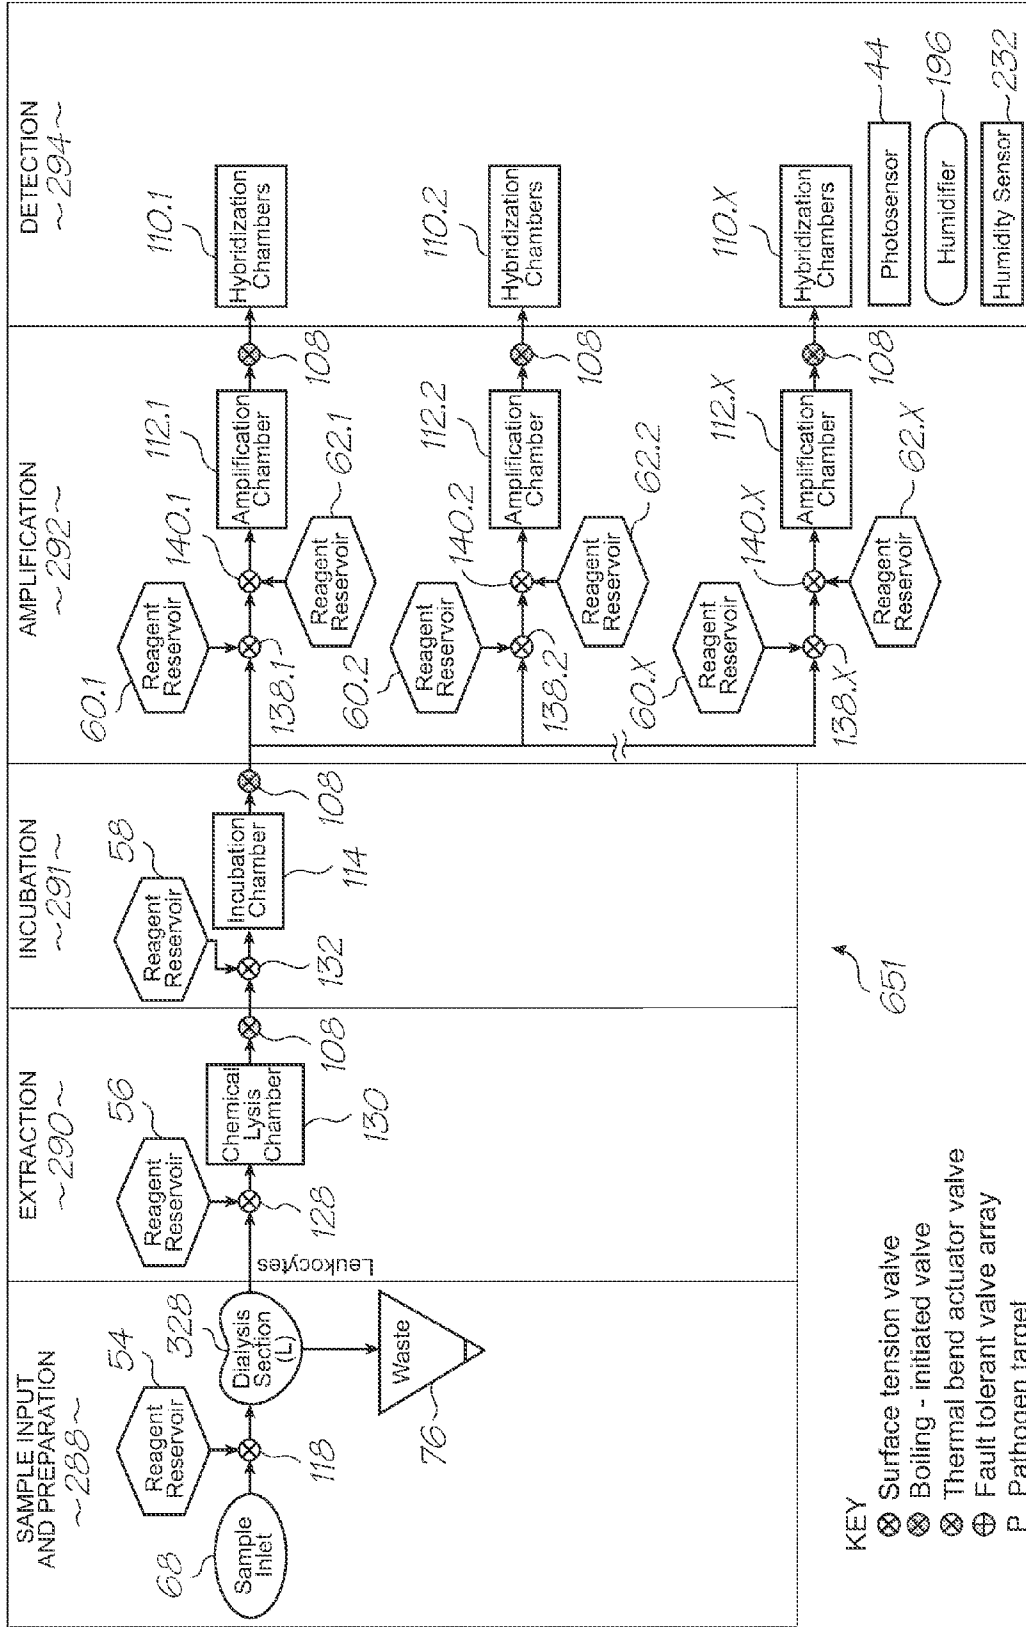 SAMPLE INPUT
AND PREPARATION
~288~
EXTRACTION
~290~
INCUBATION
~291~
AMPLIFICATION
~292~
DETECTION
~294~
68
Sample
Inlet
54
Reagent
Reservoir
118
328
Dialysis
Section
(L)
Waste
76
Leukocytes
56
Reagent
Reservoir
128
Chemical
Lysis
Chamber
130
108
58
Reagent
Reservoir
132
Incubation
Chamber
114
108
60.1
Reagent
Reservoir
138.1
140.1
Reagent
Reservoir
62.1
112.1
Amplification
Chamber
108
110.1
Hybridization
Chambers
60.2
Reagent
Reservoir
138.2
140.2
Reagent
Reservoir
62.2
112.2
Amplification
Chamber
108
110.2
Hybridization
Chambers
60.X
Reagent
Reservoir
138.X
140.X
Reagent
Reservoir
62.X
112.X
Amplification
Chamber
108
110.X
Hybridization
Chambers
651
Photosensor
44
Humidifier
196
Humidity Sensor
232
KEY
Surface tension valve
Boiling - initiated valve
Thermal bend actuator valve
Fault tolerant valve array
P Pathogen target